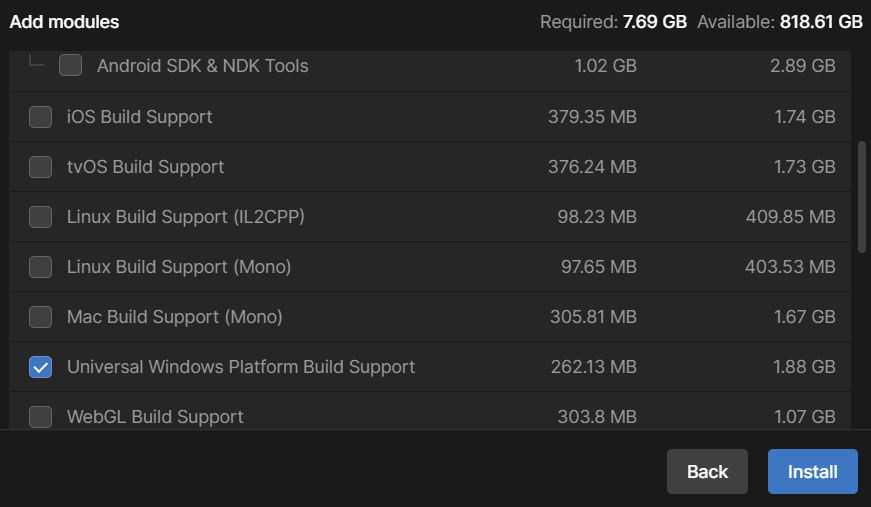 Add modules Required: 7.69 GB Available: 818.61 GB
Android SDK & NDK Tools 1.02 GB 2.89 GB
iOS Build Support 379.35 MB 1.74 GB
tvOS Build Support 376.24 MB 1.73 GB
Linux Build Support (IL2CPP) 98.23 MB 409.85 MB
Linux Build Support (Mono) 97.65 MB 403.53 MB
Mac Build Support (Mono) 305.81 MB 1.67 GB
Universal Windows Platform Build Support 262.13 MB 1.88 GB
WebGL Build Support 303.8 MB 1.07 GB
Back Install